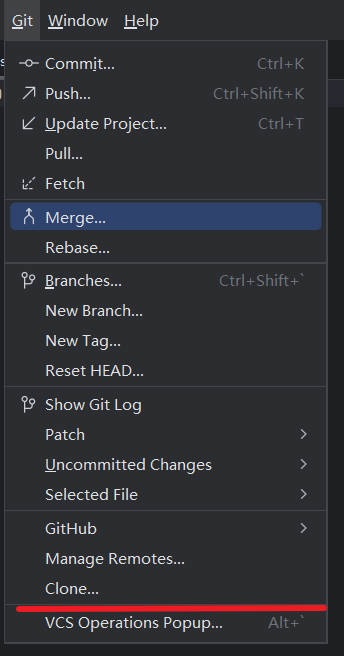 Git Window Help
Commit... Ctrl+K
Push... Ctrl+Shift+K
Update Project... Ctrl+T
Pull...
Fetch
Merge...
Rebase...
Branches... Ctrl+Shift+`
New Branch...
New Tag...
Reset HEAD...
Show Git Log
Patch
Uncommitted Changes
Selected File
GitHub
Manage Remotes...
Clone...
VCS Operations Popup... Alt+`